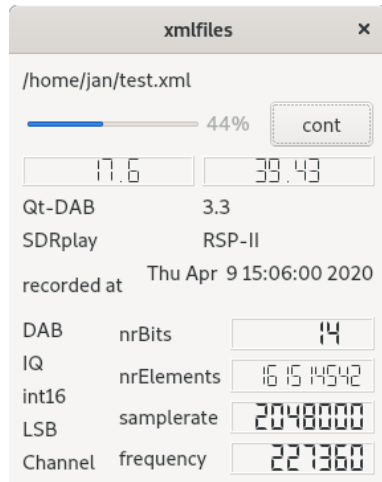 xmlfiles ×
/home/jan/test.xml
44% cont
17.6 39.43
Qt-DAB 3.3
SDRplay RSP-II
recorded at Thu Apr 9 15:06:00 2020
DAB nrBits 14
IQ
nrElements 161514542
int16
samplerate 2048000
LSB
Channel frequency 227360